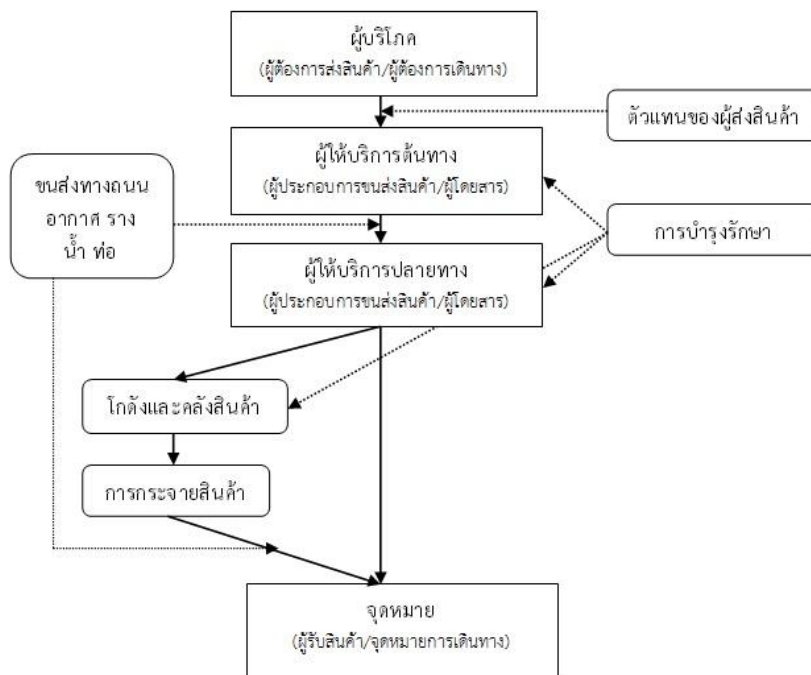 ผู้บริโภค
(ผู้ต้องการส่งสินค้า/ผู้ต้องการเดินทาง)
ตัวแทนของผู้ส่งสินค้า
ผู้ให้บริการต้นทาง
(ผู้ประกอบการขนส่งสินค้า/ผู้โดยสาร)
ขนส่งทางถนน
อากาศ ราง
น้ำ ท่อ
การบำรุงรักษา
ผู้ให้บริการปลายทาง
(ผู้ประกอบการขนส่งสินค้า/ผู้โดยสาร)
โกดังและคลังสินค้า
การกระจายสินค้า
จุดหมาย
(ผู้รับสินค้า/จุดหมายการเดินทาง)